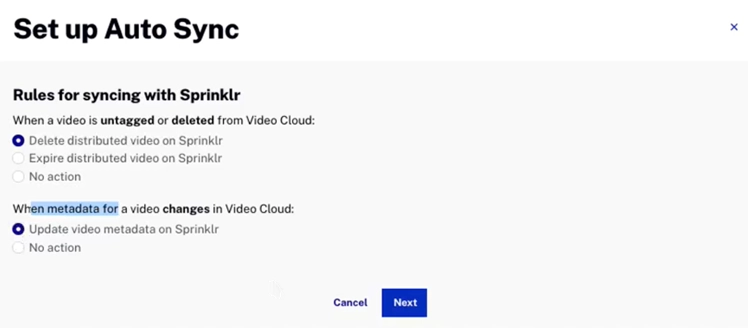 Set up Auto Sync
×
Rules for syncing with Sprinklr
When a video is untagged or deleted from Video Cloud:
Delete distributed video on Sprinklr
Expire distributed video on Sprinklr
No action
When metadata for a video changes in Video Cloud:
Update video metadata on Sprinklr
No action
Cancel
Next